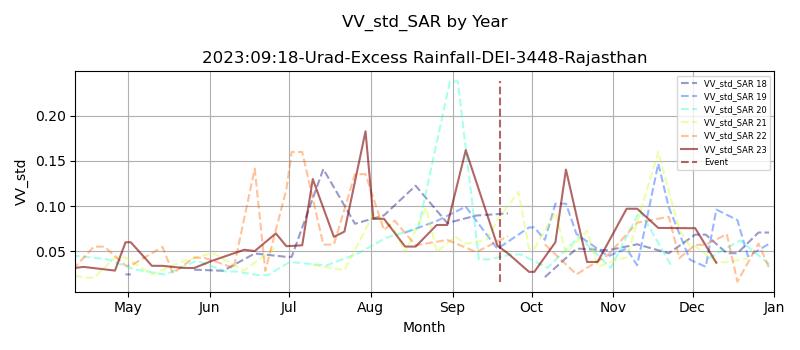 VV_std_SAR by Year
2023:09:18-Urad-Excess Rainfall-DEI-3448-Rajasthan
VV_std
0.20
0.15
0.10
0.05
VV_std_SAR 18
VV_std_SAR 19
VV_std_SAR 20
VV_std_SAR 21
VV_std_SAR 22
VV_std_SAR 23
Event
May Jun Jul Aug Sep Oct Nov Dec Jan
Month